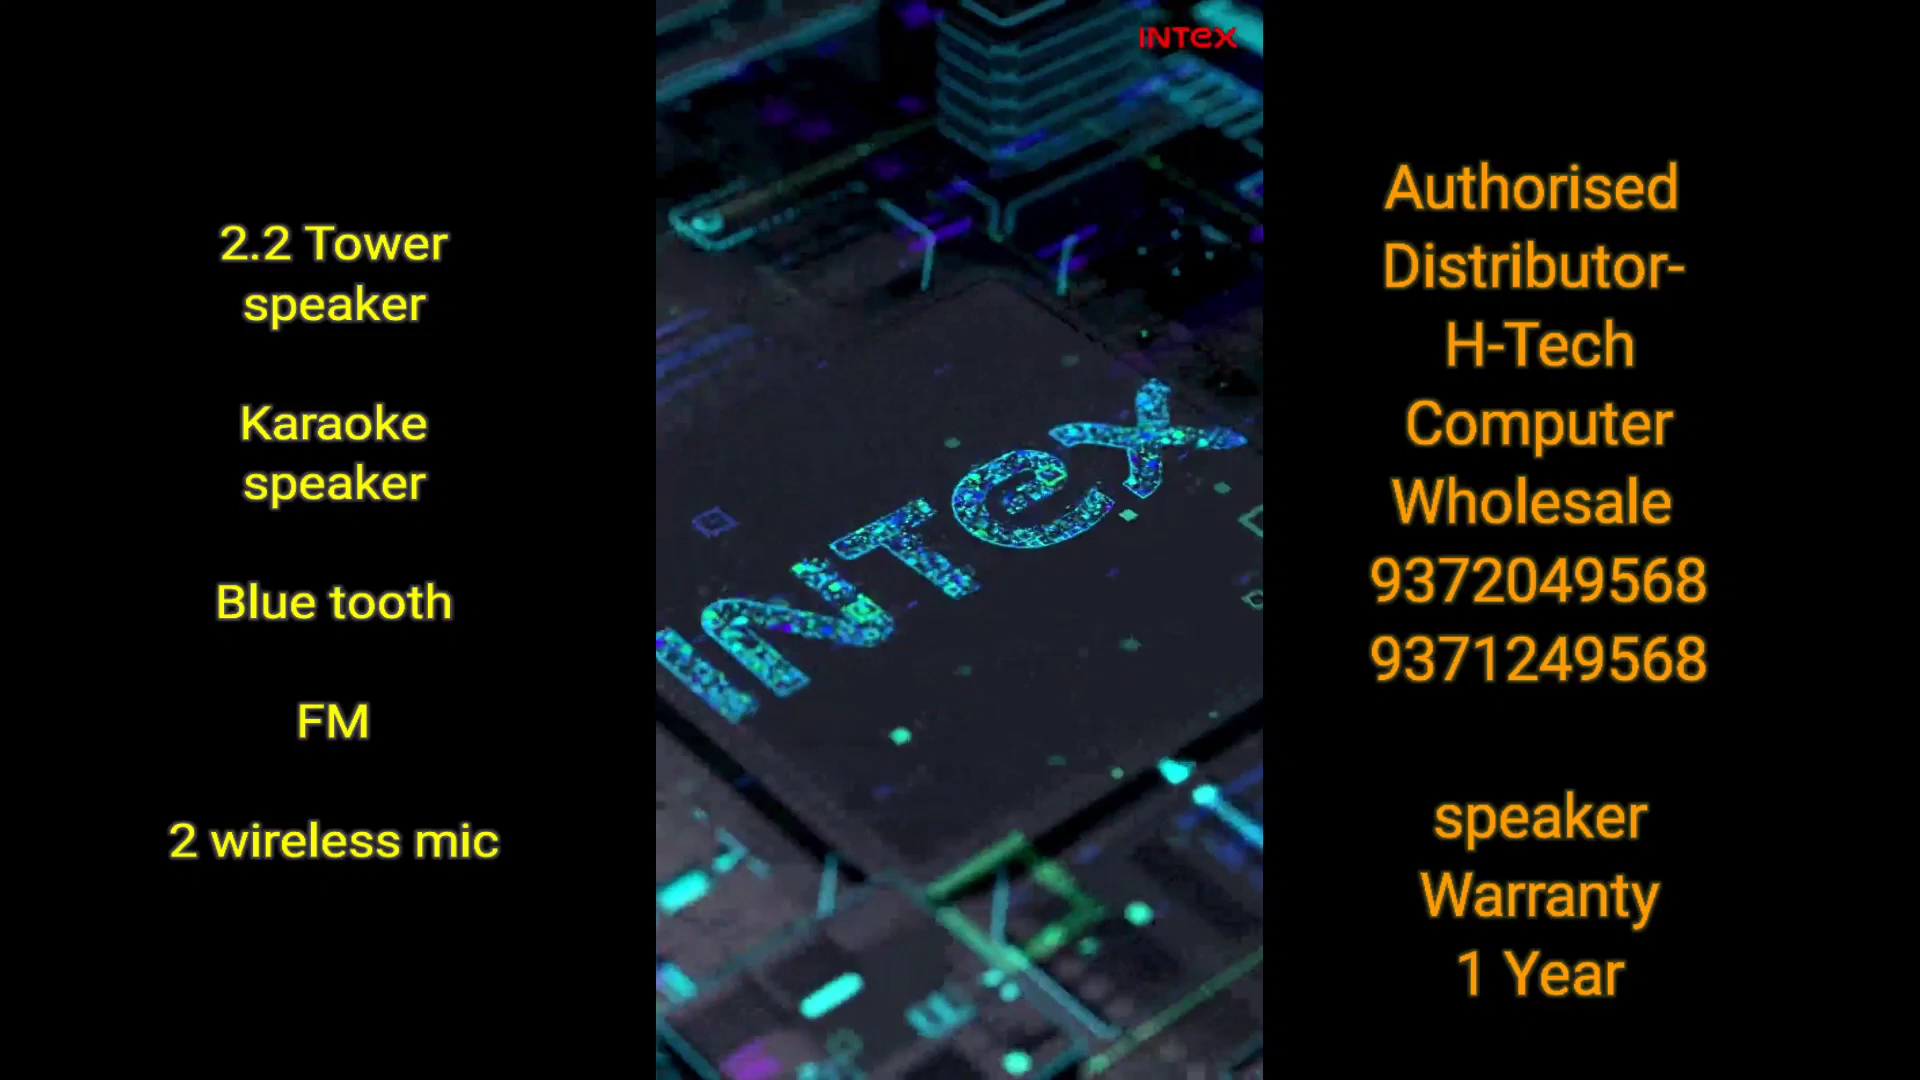 2.2 Tower
speaker
Karaoke
speaker
Blue tooth
FM
2 wireless mic
INTeX
INTeX
Authorised
Distributor-
H-Tech
Computer
Wholesale
9372049568
9371249568
speaker
Warranty
1 Year